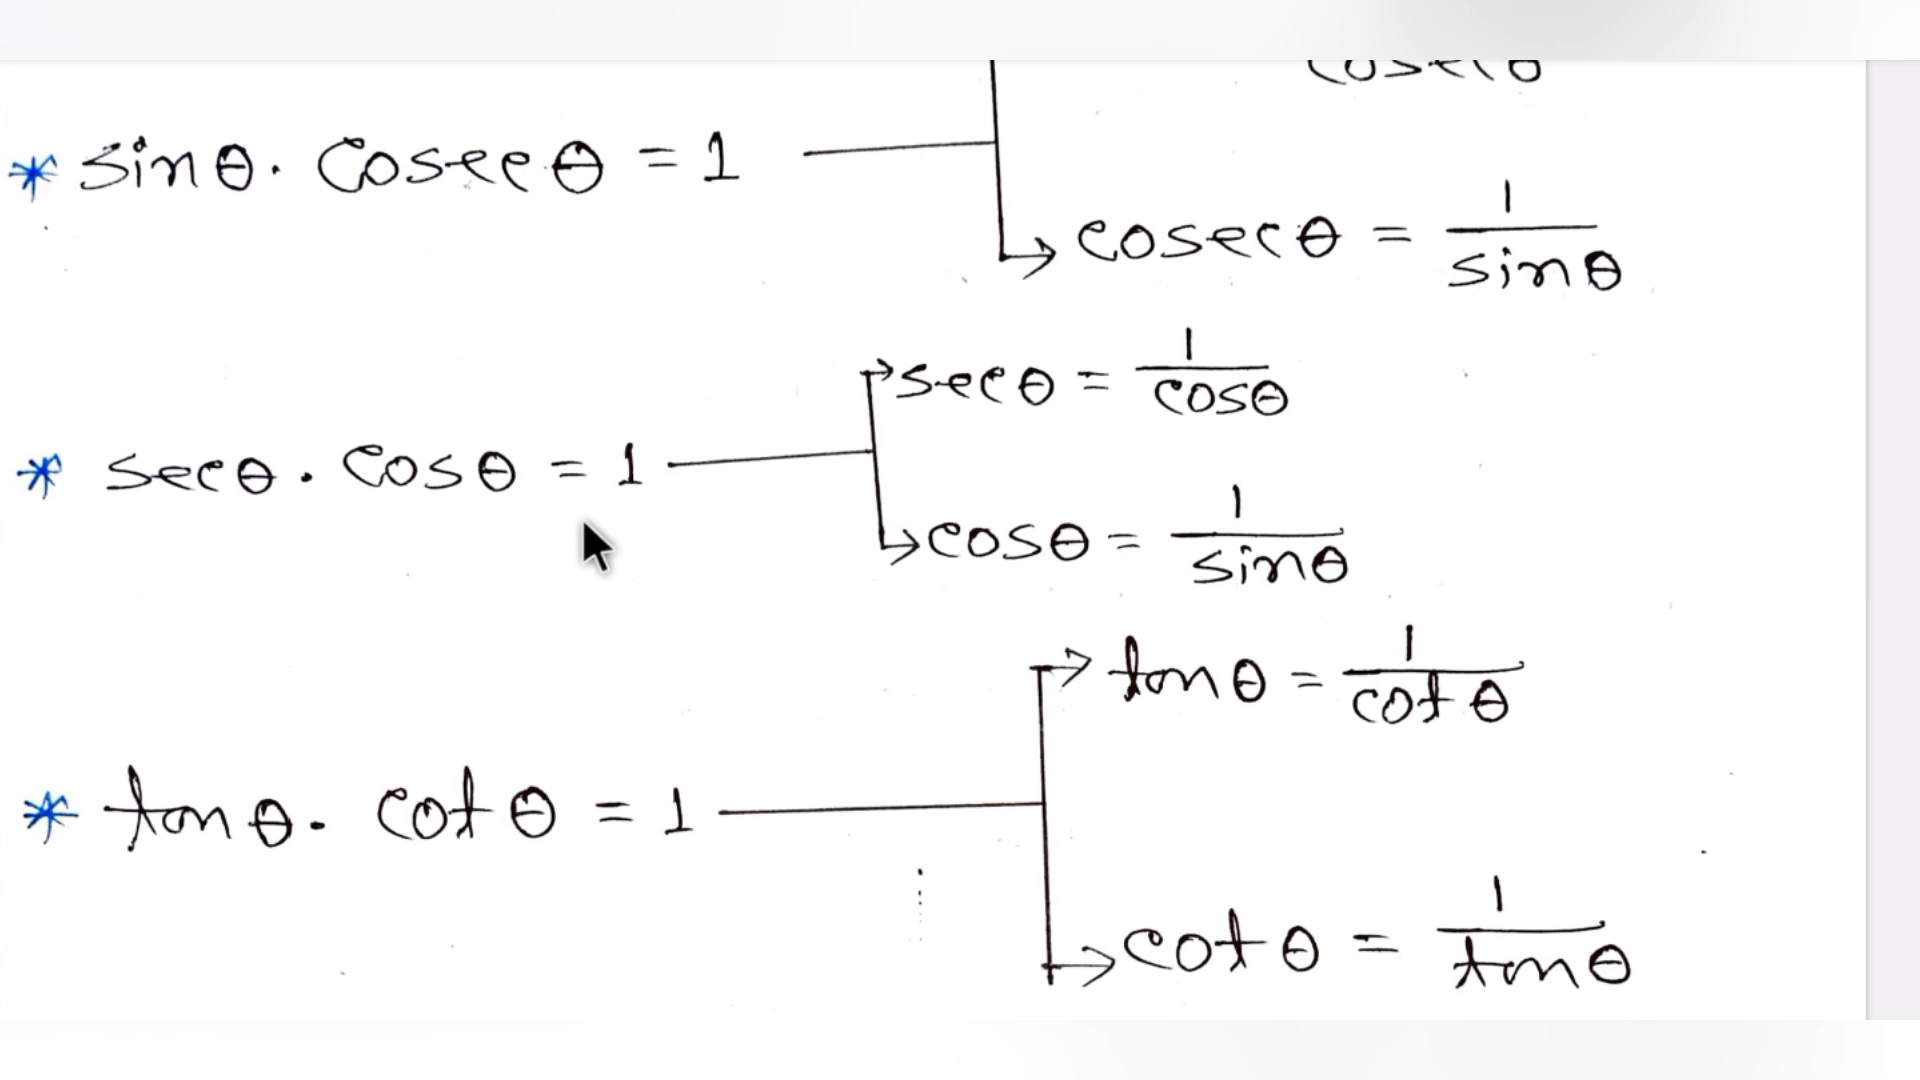 cosecθ
* sinθ. cosecθ = 1
cosecθ = 1/sinθ
secθ = 1/cosθ
* secθ . cosθ = 1
cosθ = 1/sinθ
tanθ = 1/cotθ
* tanθ. cotθ = 1
cotθ = 1/tanθ